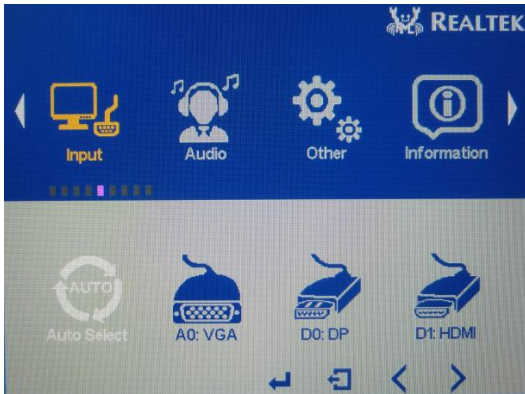 REALTEK
Input
Audio
Other
Information
AUTO
Auto Select
A0: VGA
D0: DP
D1: HDMI